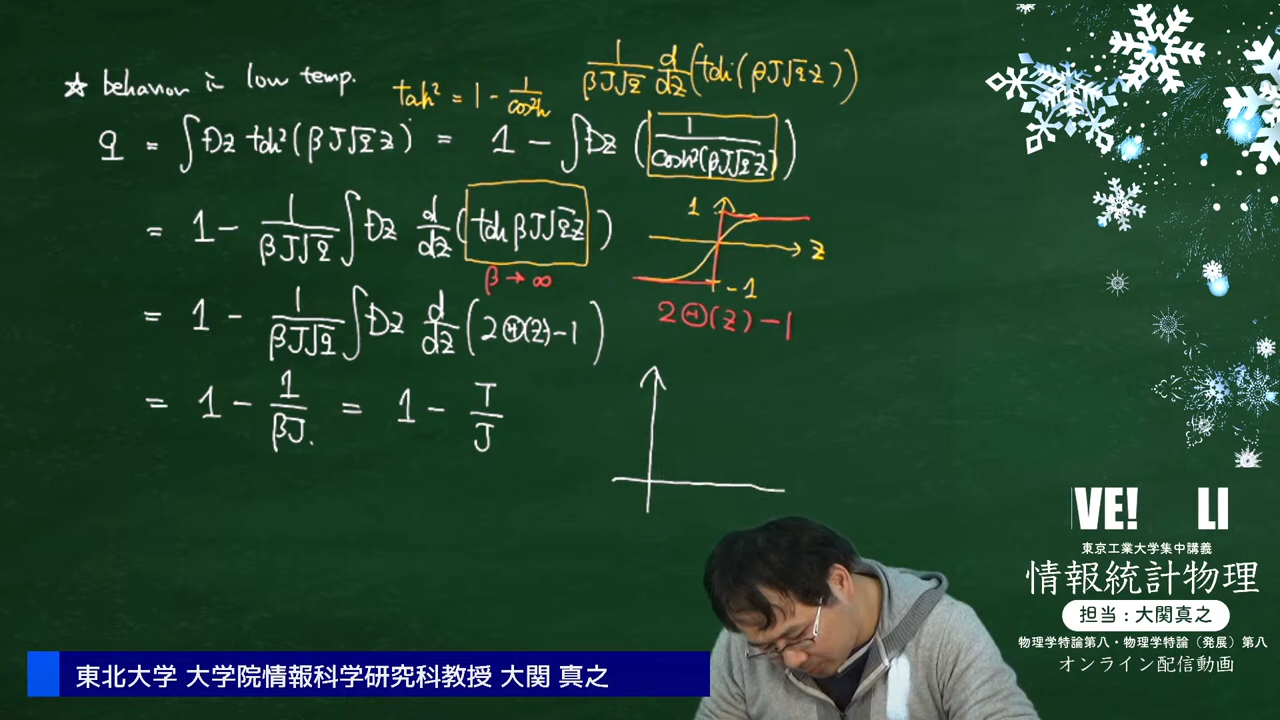 ☆ behavior in low temp.
tanh² = 1 - 1/cosh²
1/(βJ√q) d/dz (tanh(βJ√q z))
q = ∫Dz tanh²(βJ√q z) = 1 - ∫Dz (1/cosh²(βJ√q z))
= 1 - 1/(βJ√q) ∫Dz d/dz (tanh βJ√q z)
β → ∞
1
z
-1
2Θ(z) - 1
= 1 - 1/(βJ√q) ∫Dz d/dz (2Θ(z) - 1)
= 1 - 1/βJ. = 1 - T/J
VE! LI
東京工業大学集中講義
情報統計物理
担当:大関真之
物理学特論第八・物理学特論(発展)第八
オンライン配信動画
東北大学 大学院情報科学研究科教授 大関 真之